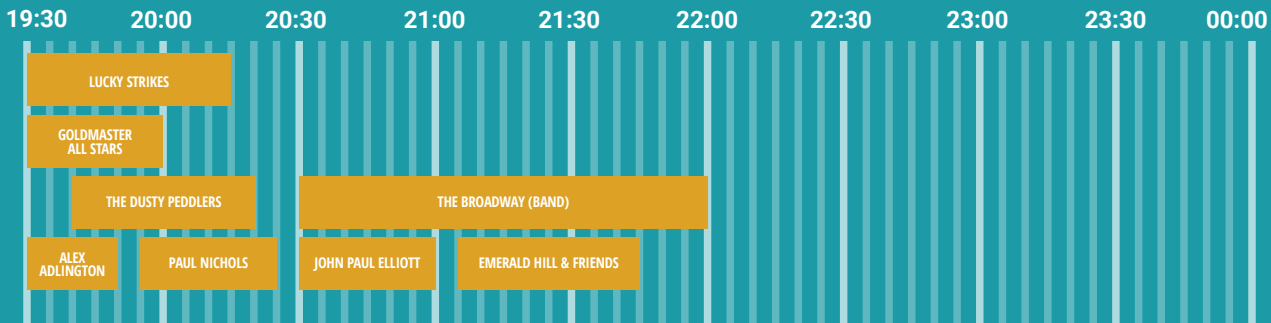 19:30 20:00 20:30 21:00 21:30 22:00 22:30 23:00 23:30 00:00
LUCKY STRIKES
GOLDMASTER
ALL STARS
THE DUSTY PEDDLERS
THE BROADWAY (BAND)
ALEX
ADLINGTON
PAUL NICHOLS
JOHN PAUL ELLIOTT
EMERALD HILL & FRIENDS